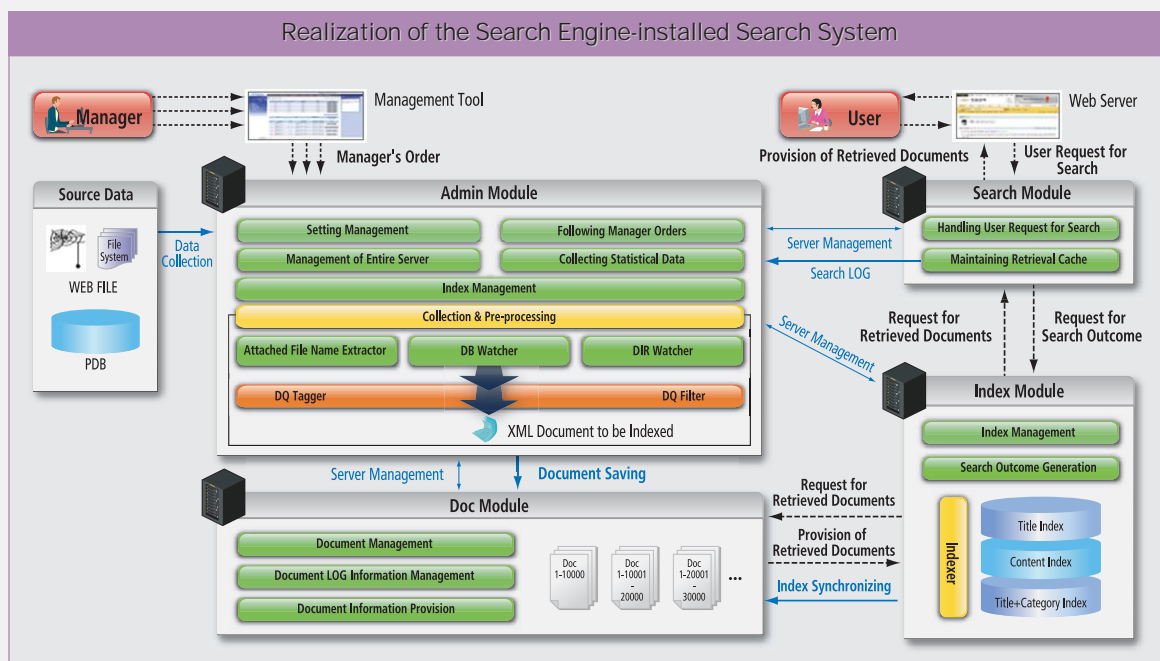 Realization of the Search Engine-installed Search System
Manager
Management Tool
Manager's Order
User
Web Server
Provision of Retrieved Documents
User Request for
Search
Source Data
File
System
WEB FILE
PDB
Data
Collection
Admin Module
Setting Management
Following Manager Orders
Management of Entire Server
Collecting Statistical Data
Index Management
Collection & Pre-processing
Attached File Name Extractor
DB Watcher
DIR Watcher
DQ Tagger
DQ Filter
XML Document to be Indexed
Server Management
Search LOG
Search Module
Handling User Request for Search
Maintaining Retrieval Cache
Request for
Retrieved Documents
Request for
Search Outcome
Server Management
Index Module
Index Management
Search Outcome Generation
Indexer
Title Index
Content Index
Title+Category Index
Server Management
Document Saving
Doc Module
Document Management
Document LOG Information Management
Document Information Provision
Doc
1-10000
Doc
1-10001
-
20000
Doc
1-20001
-
30000
...
Request for
Retrieved Documents
Provision of
Retrieved Documents
Index Synchronizing